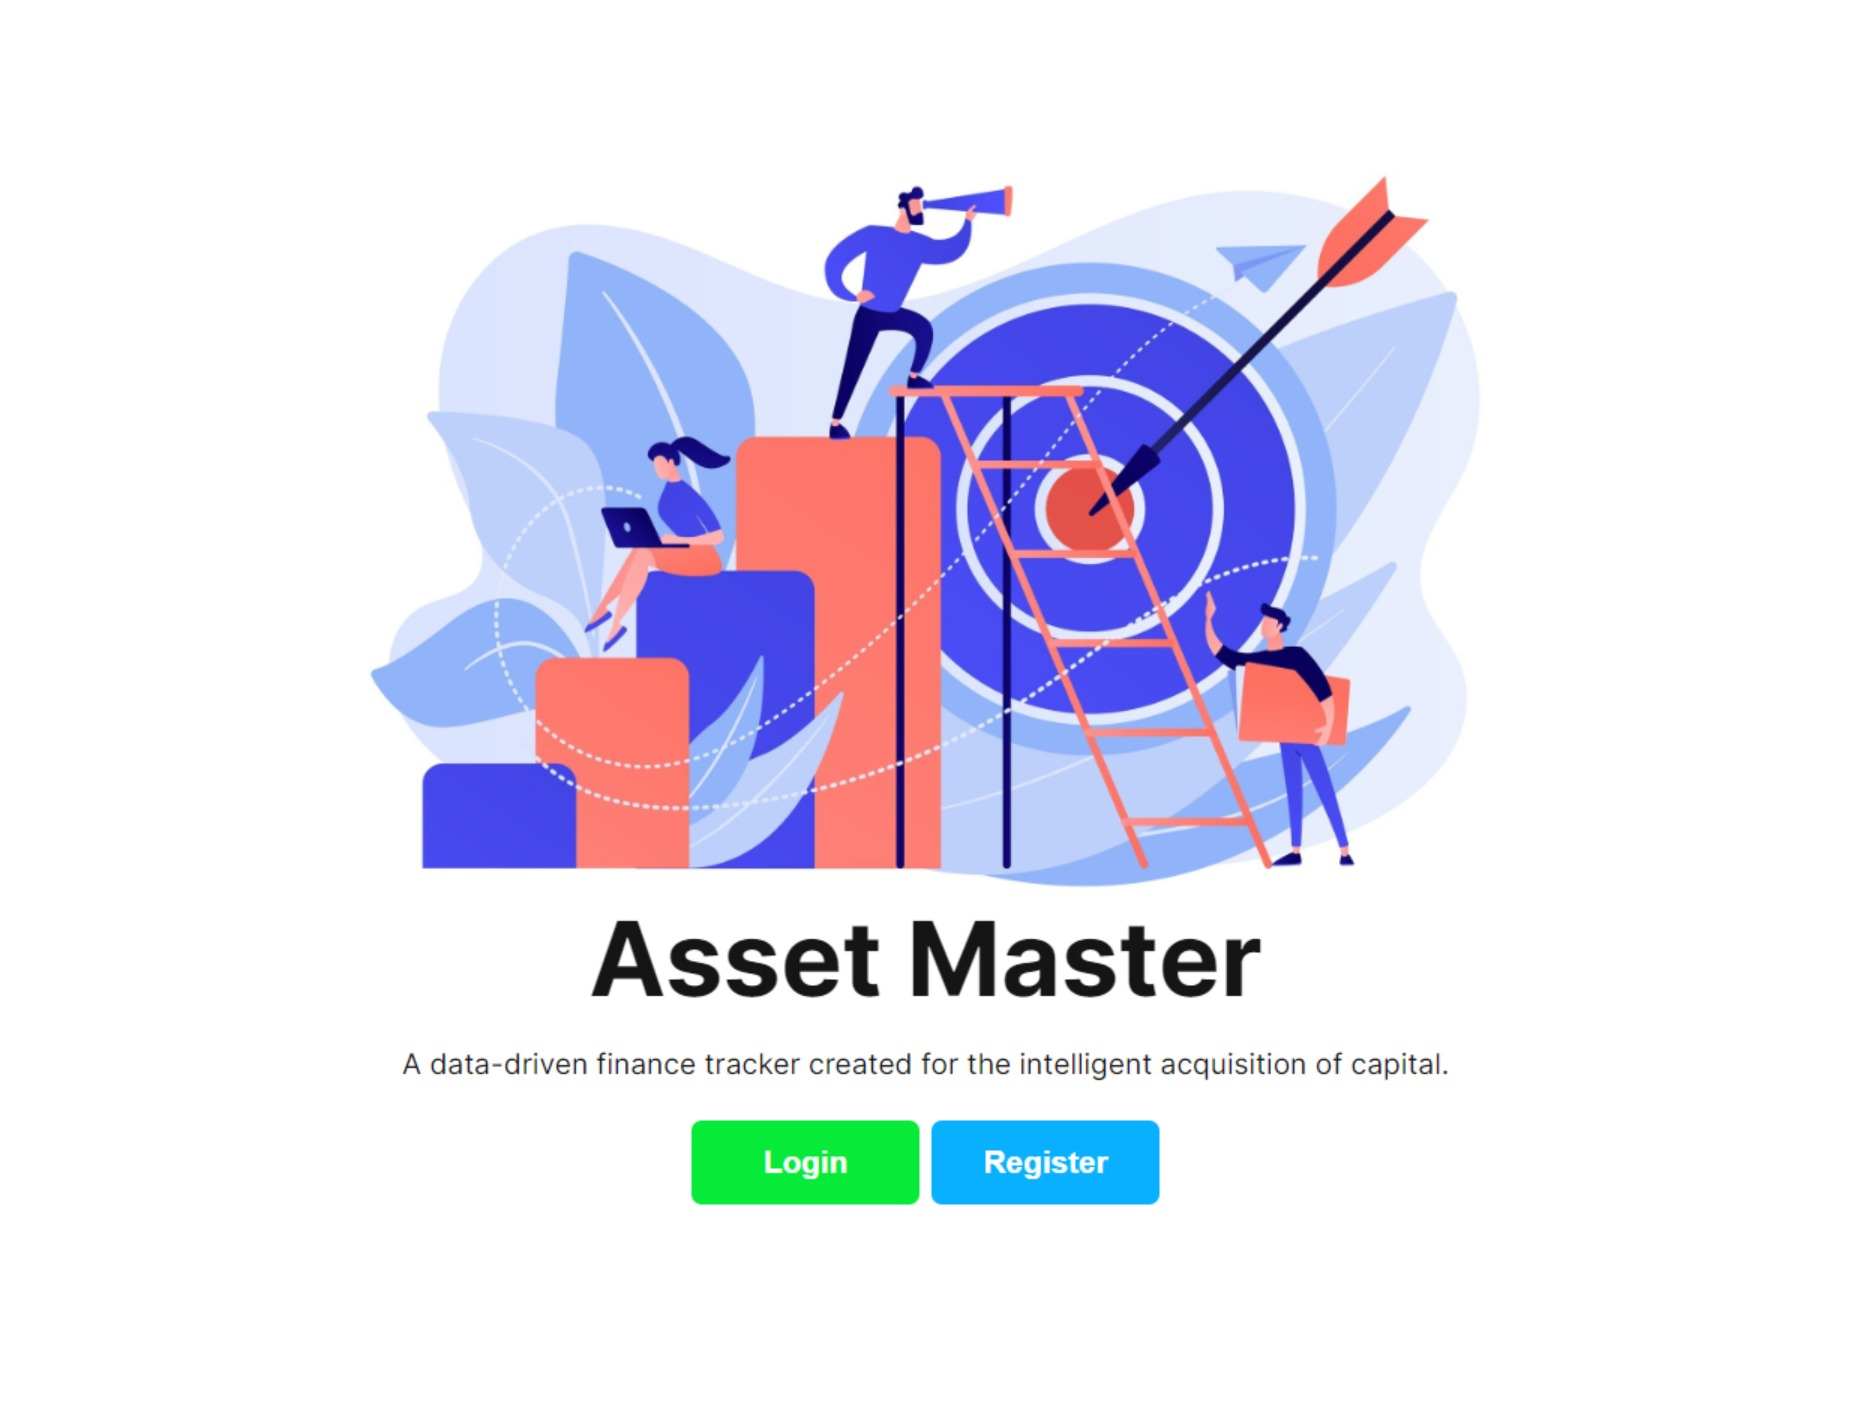 Asset Master
A data-driven finance tracker created for the intelligent acquisition of capital.
Login
Register